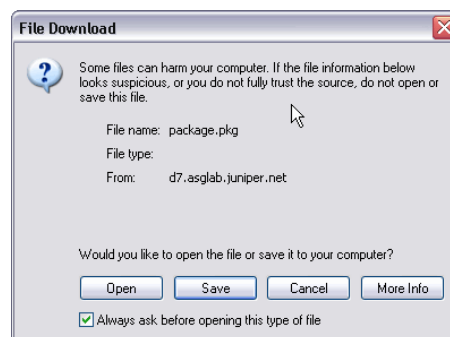 File Download
Some files can harm your computer. If the file information below
looks suspicious, or you do not fully trust the source, do not open or
save this file.
File name: package.pkg
File type:
From: d7.asglab.juniper.net
Would you like to open the file or save it to your computer?
Open Save Cancel More Info
Always ask before opening this type of file